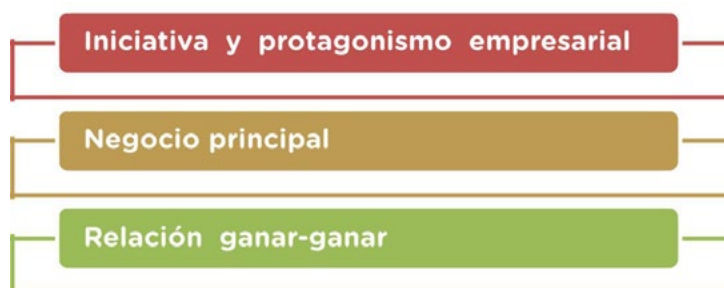 Iniciativa y protagonismo empresarial
Negocio principal
Relación ganar-ganar